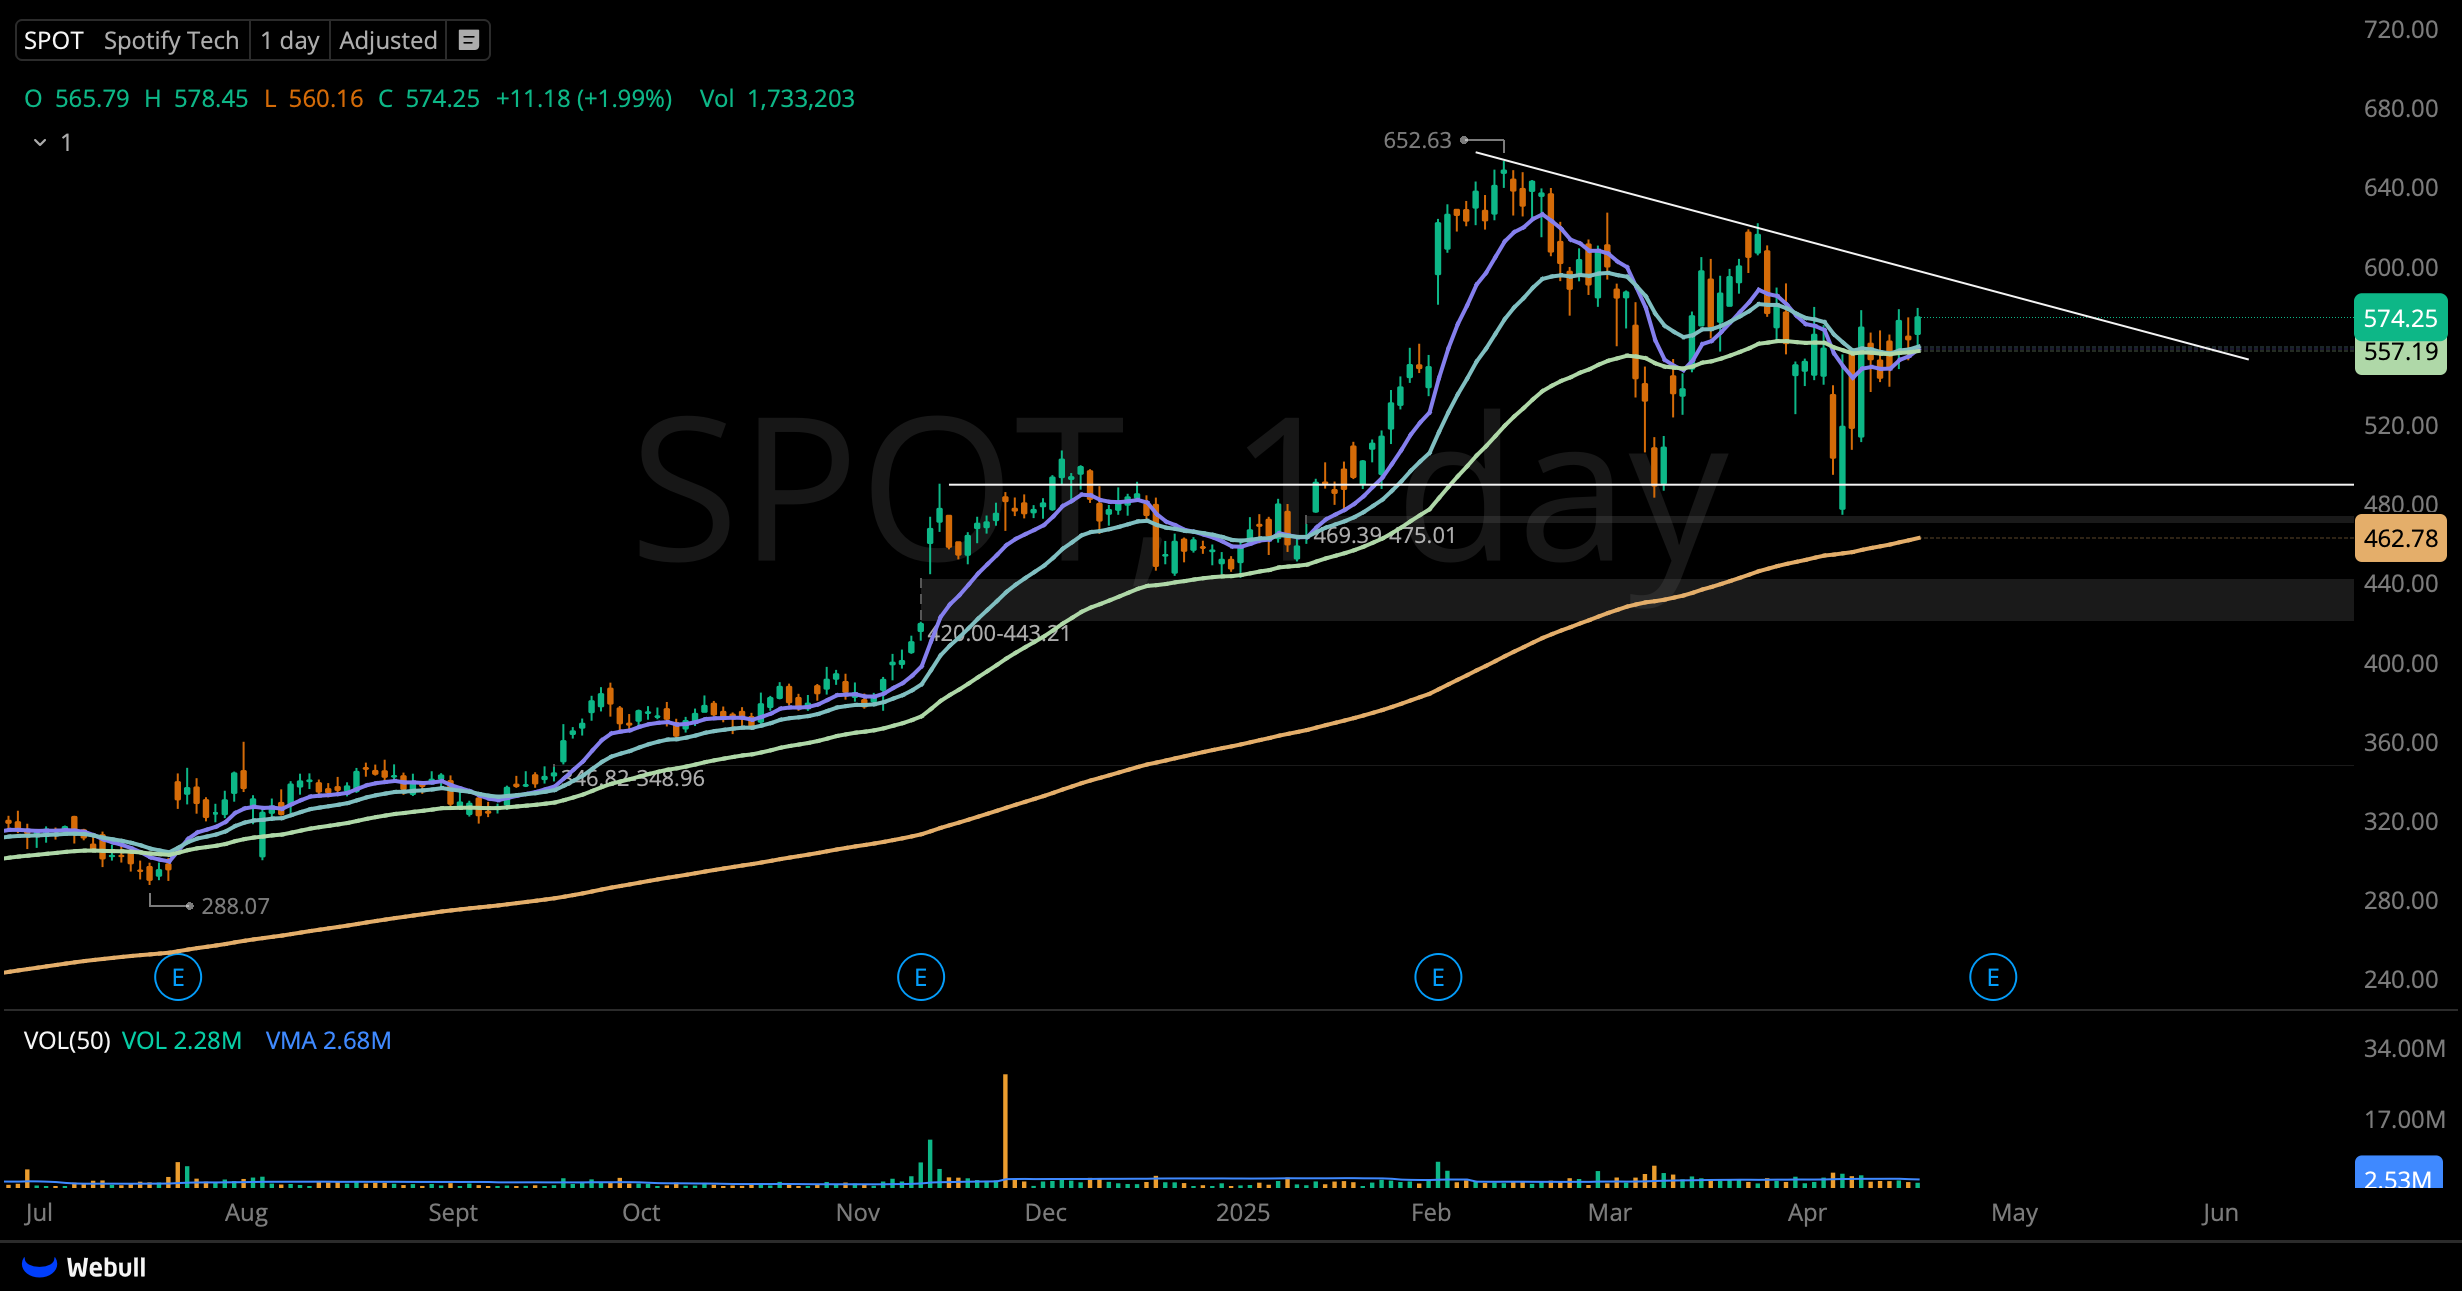 SPOT Spotify Tech 1 day Adjusted
O 565.79 H 578.45 L 560.16 C 574.25 +11.18 (+1.99%) Vol 1,733,203
1
SPOT, 1 day
652.63
469.39-475.01
420.00-443.21
346.82-348.96
288.07
E E E E
720.00
680.00
640.00
600.00
574.25
557.19
520.00
480.00
462.78
440.00
400.00
360.00
320.00
280.00
240.00
VOL(50) VOL 2.28M VMA 2.68M
34.00M
17.00M
2.53M
Jul Aug Sept Oct Nov Dec 2025 Feb Mar Apr May Jun
Webull